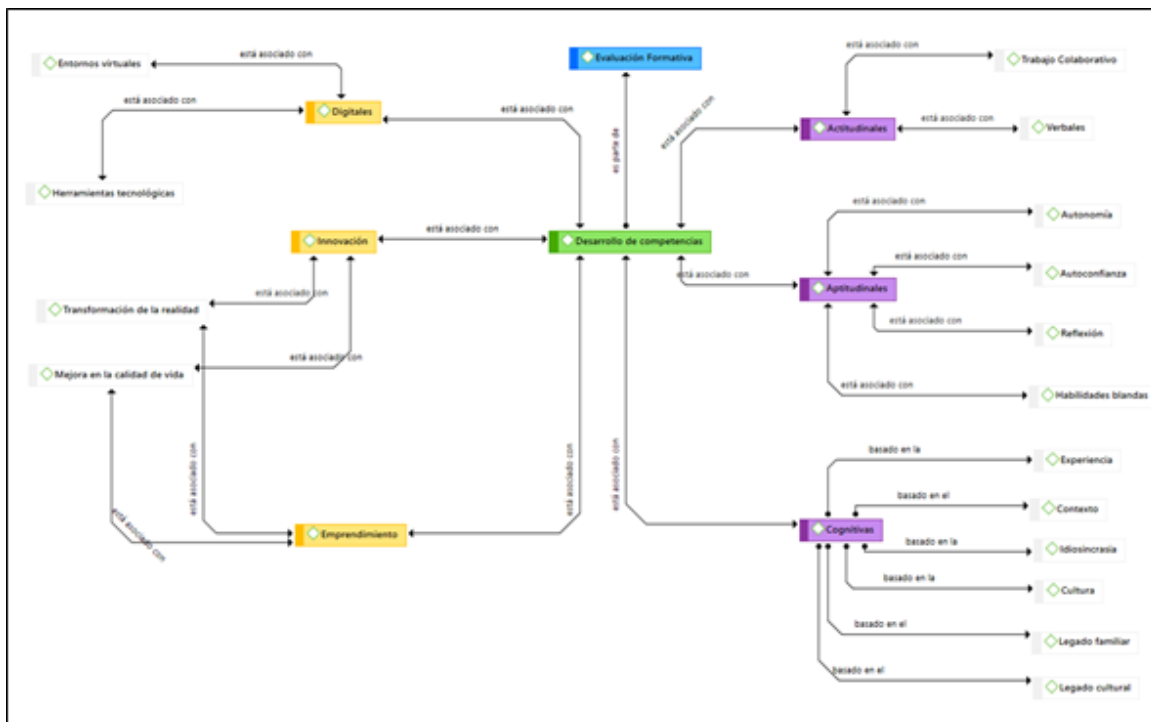 está asociado con
Entornos virtuales
Evaluación Formativa
está asociado con
Trabajo Colaborativo
está asociado con
Digitales
está asociado con
está asociado con
es parte de
Actitudinales
está asociado con
Verbales
Herramientas tecnológicas
está asociado con
Autonomía
Innovación
está asociado con
Desarrollo de competencias
está asociado con
Autoconfianza
está asociado con
Aptitudinales
está asociado con
Transformación de la realidad
está asociado con
Reflexión
está asociado con
Mejora en la calidad de vida
está asociado con
Habilidades blandas
está asociado con
está asociado con
está asociado con
está asociado con
basado en la
Experiencia
basado en el
Contexto
Emprendimiento
Cognitivas
basado en la
Idiosincrasia
basado en la
Cultura
basado en el
Legado familiar
basado en el
Legado cultural